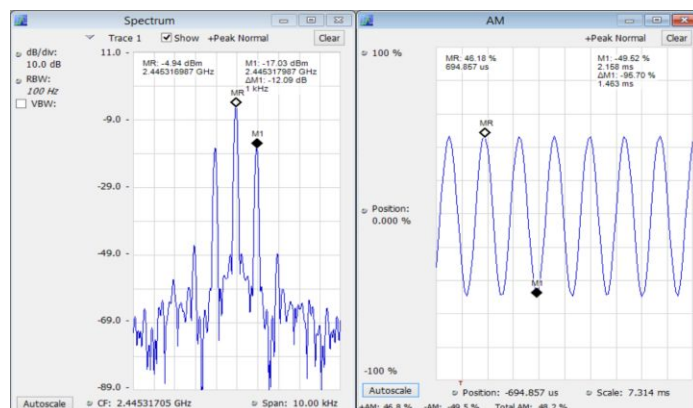 Spectrum
Trace 1 Show +Peak Normal Clear
dB/div:
10.0 dB
RBW:
100 Hz
VBW:
11.0
-9.0
-29.0
-49.0
-69.0
-89.0
MR: -4.94 dBm
2.445316987 GHz
M1: -17.03 dBm
2.445317987 GHz
ΔM1: -12.09 dB
1 kHz
MR
M1
Autoscale CF: 2.44531705 GHz Span: 10.00 kHz
AM
+Peak Normal Clear
100 %
MR: 46.18 %
694.857 us
M1: -49.52 %
2.158 ms
ΔM1: -96.70 %
1.463 ms
MR
Position:
0.000 %
M1
-100 %
Autoscale Position: -694.857 us Scale: 7.314 ms
+AM: 46.8 % -AM: -49.5 % Total AM: 48.2 %